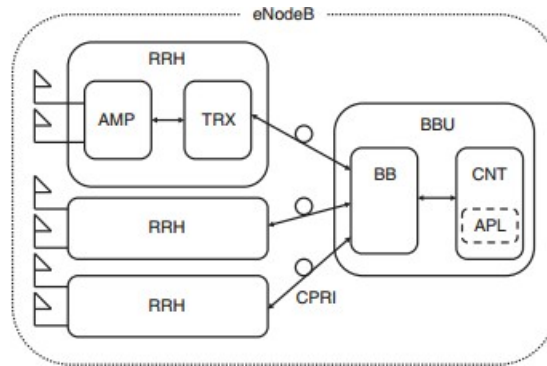 eNodeB
RRH
AMP
TRX
BBU
BB
CNT
APL
RRH
RRH
CPRI